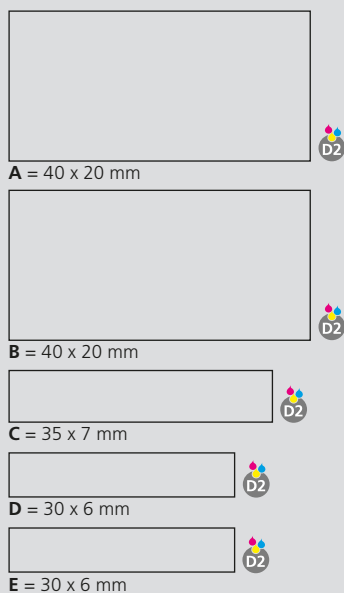 D2
A = 40 x 20 mm
D2
B = 40 x 20 mm
D2
C = 35 x 7 mm
D2
D = 30 x 6 mm
D2
E = 30 x 6 mm